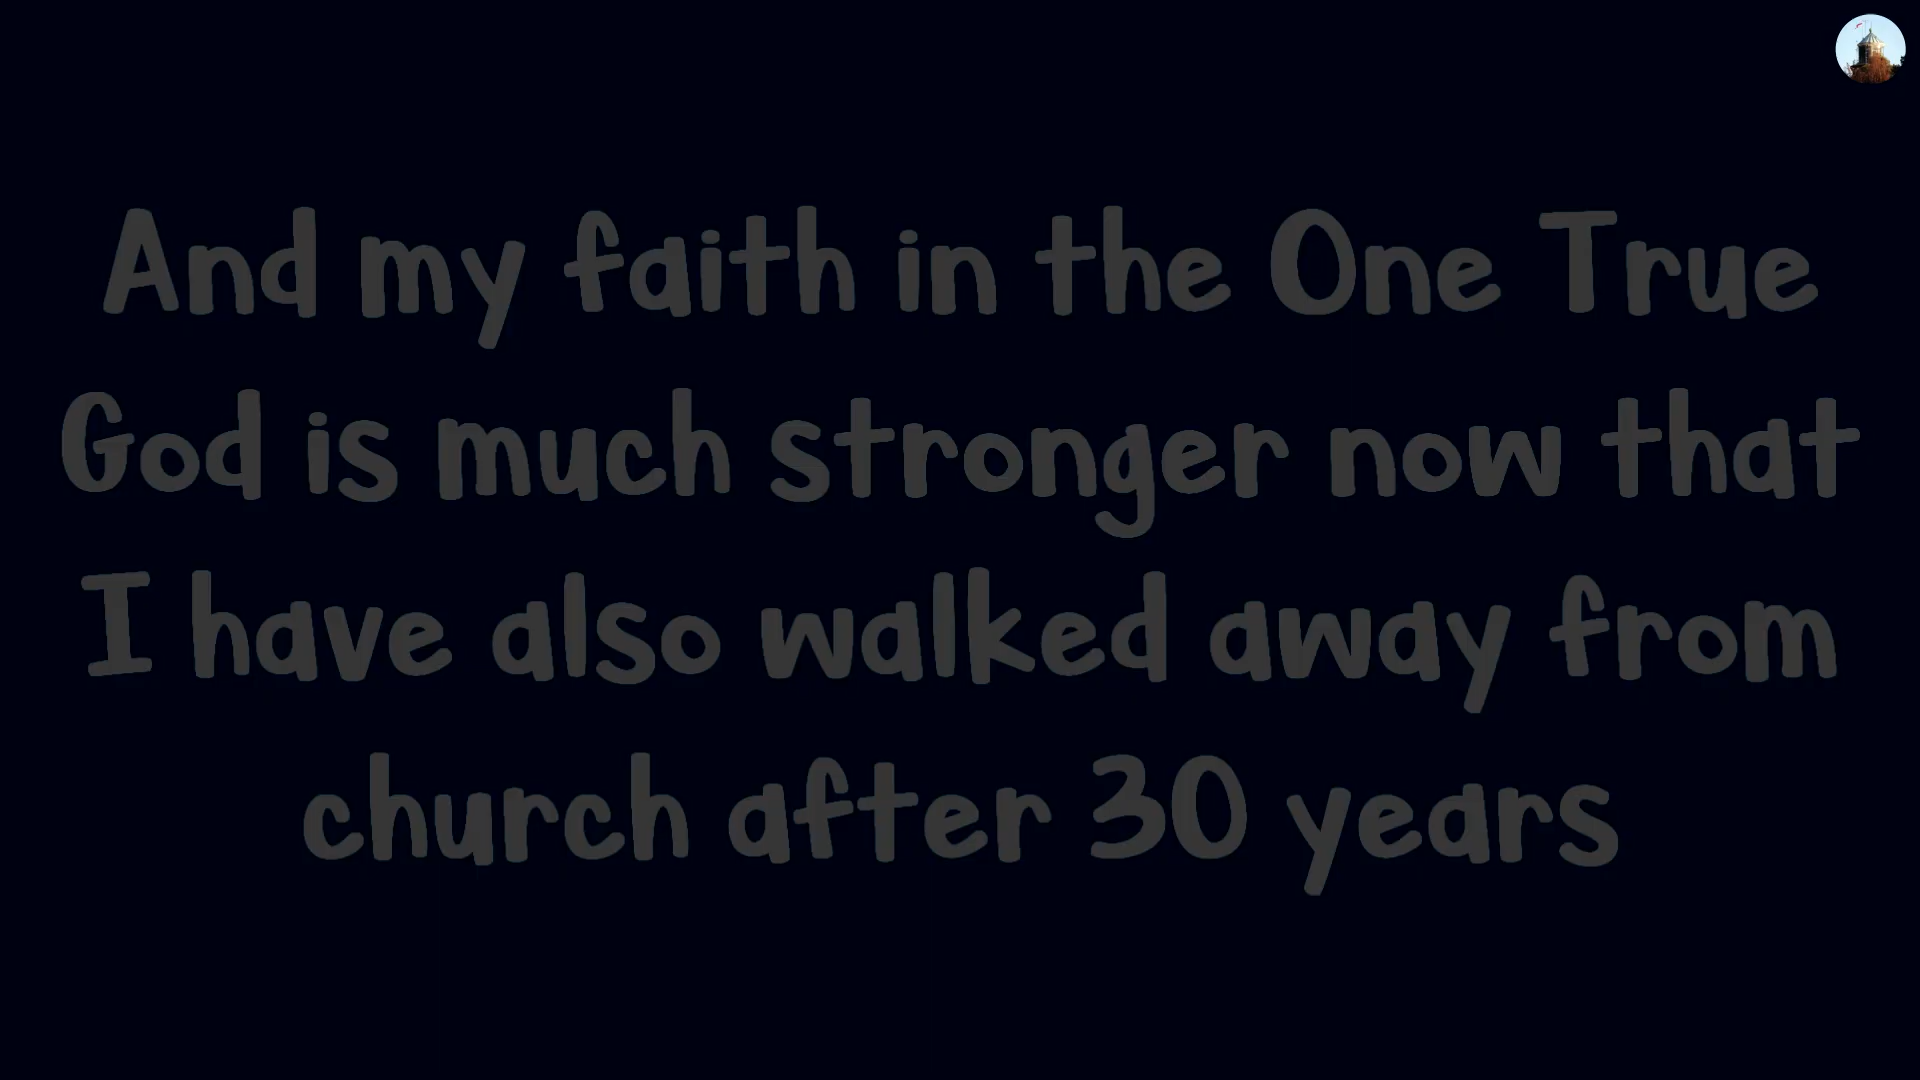 And my faith in the One True
God is much stronger now that
I have also walked away from
church after 30 years